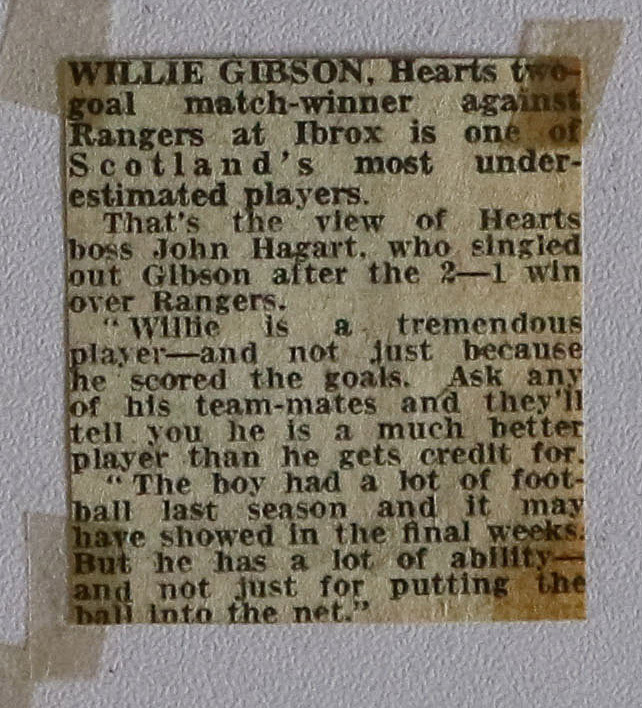 WILLIE GIBSON, Hearts two-
goal match-winner against
Rangers at Ibrox is one of
Scotland's most under-
estimated players.
That's the view of Hearts
boss John Hagart, who singled
out Gibson after the 2—1 win
over Rangers.
"Willie is a tremendous
player—and not just because
he scored the goals. Ask any
of his team-mates and they'll
tell you he is a much better
player than he gets credit for.
"The boy had a lot of foot-
ball last season and it may
have showed in the final weeks.
But he has a lot of ability—
and not just for putting the
ball into the net."